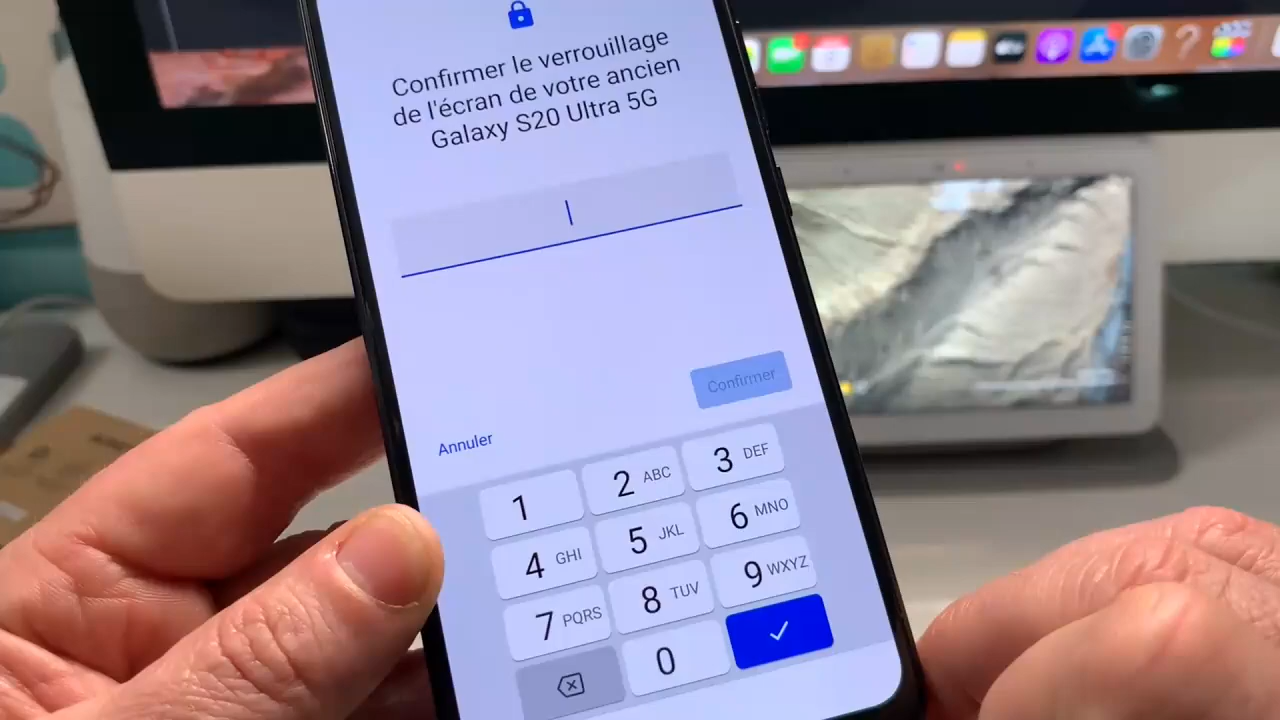 Confirmer le verrouillage
de l'écran de votre ancien
Galaxy S20 Ultra 5G
Confirmer
Annuler
1
2 ABC
3 DEF
4 GHI
5 JKL
6 MNO
7 PQRS
8 TUV
9 WXYZ
0